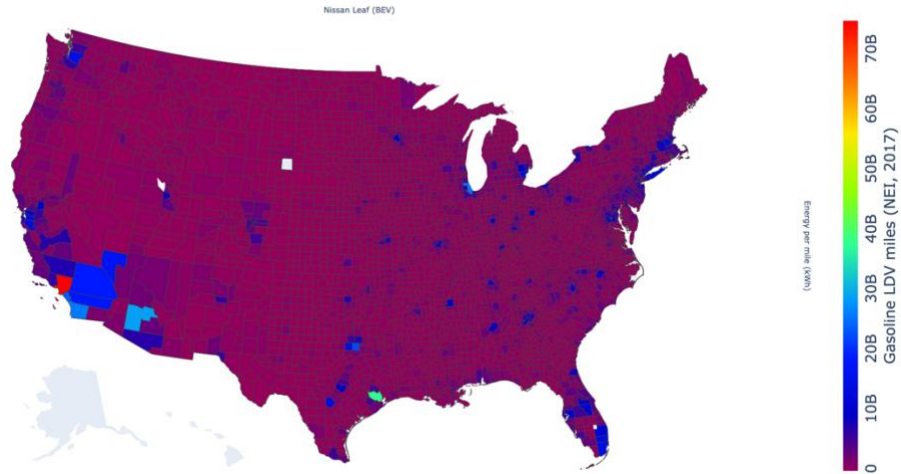 Nissan Leaf (BEV)
Energy per mile (kWh)
70B
60B
50B
40B
30B
20B
10B
0
Gasoline LDV miles (NEI, 2017)